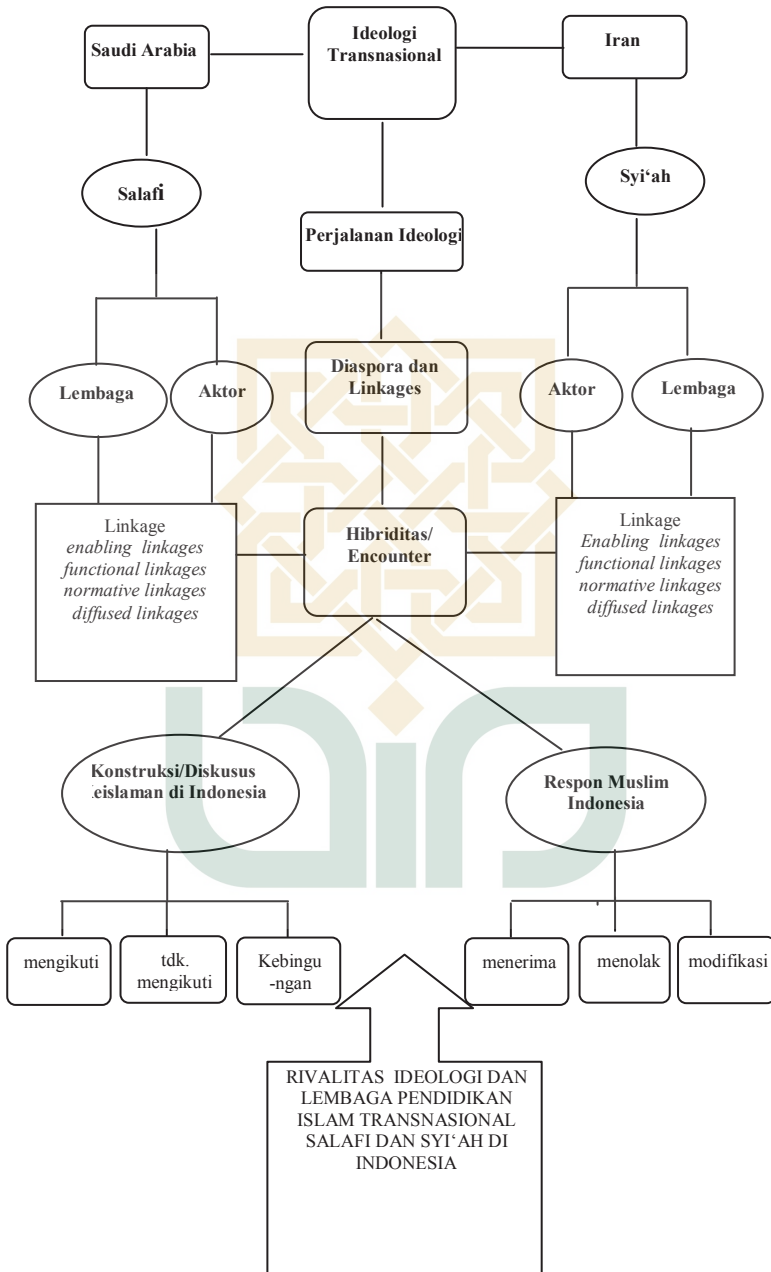 Saudi Arabia
Ideologi
Transnasional
Iran
Salafi
Syi‘ah
Perjalanan Ideologi
Lembaga
Aktor
Diaspora dan
Linkages
Aktor
Lembaga
Linkage
enabling linkages
functional linkages
normative linkages
diffused linkages
Hibriditas/
Encounter
Linkage
Enabling linkages
functional linkages
normative linkages
diffused linkages
Konstruksi/Diskusus
eislaman di Indonesia
Respon Muslim
Indonesia
mengikuti
tdk.
mengikuti
Kebingu
-ngan
menerima
menolak
modifikasi
RIVALITAS IDEOLOGI DAN
LEMBAGA PENDIDIKAN
ISLAM TRANSNASIONAL
SALAFI DAN SYI‘AH DI
INDONESIA